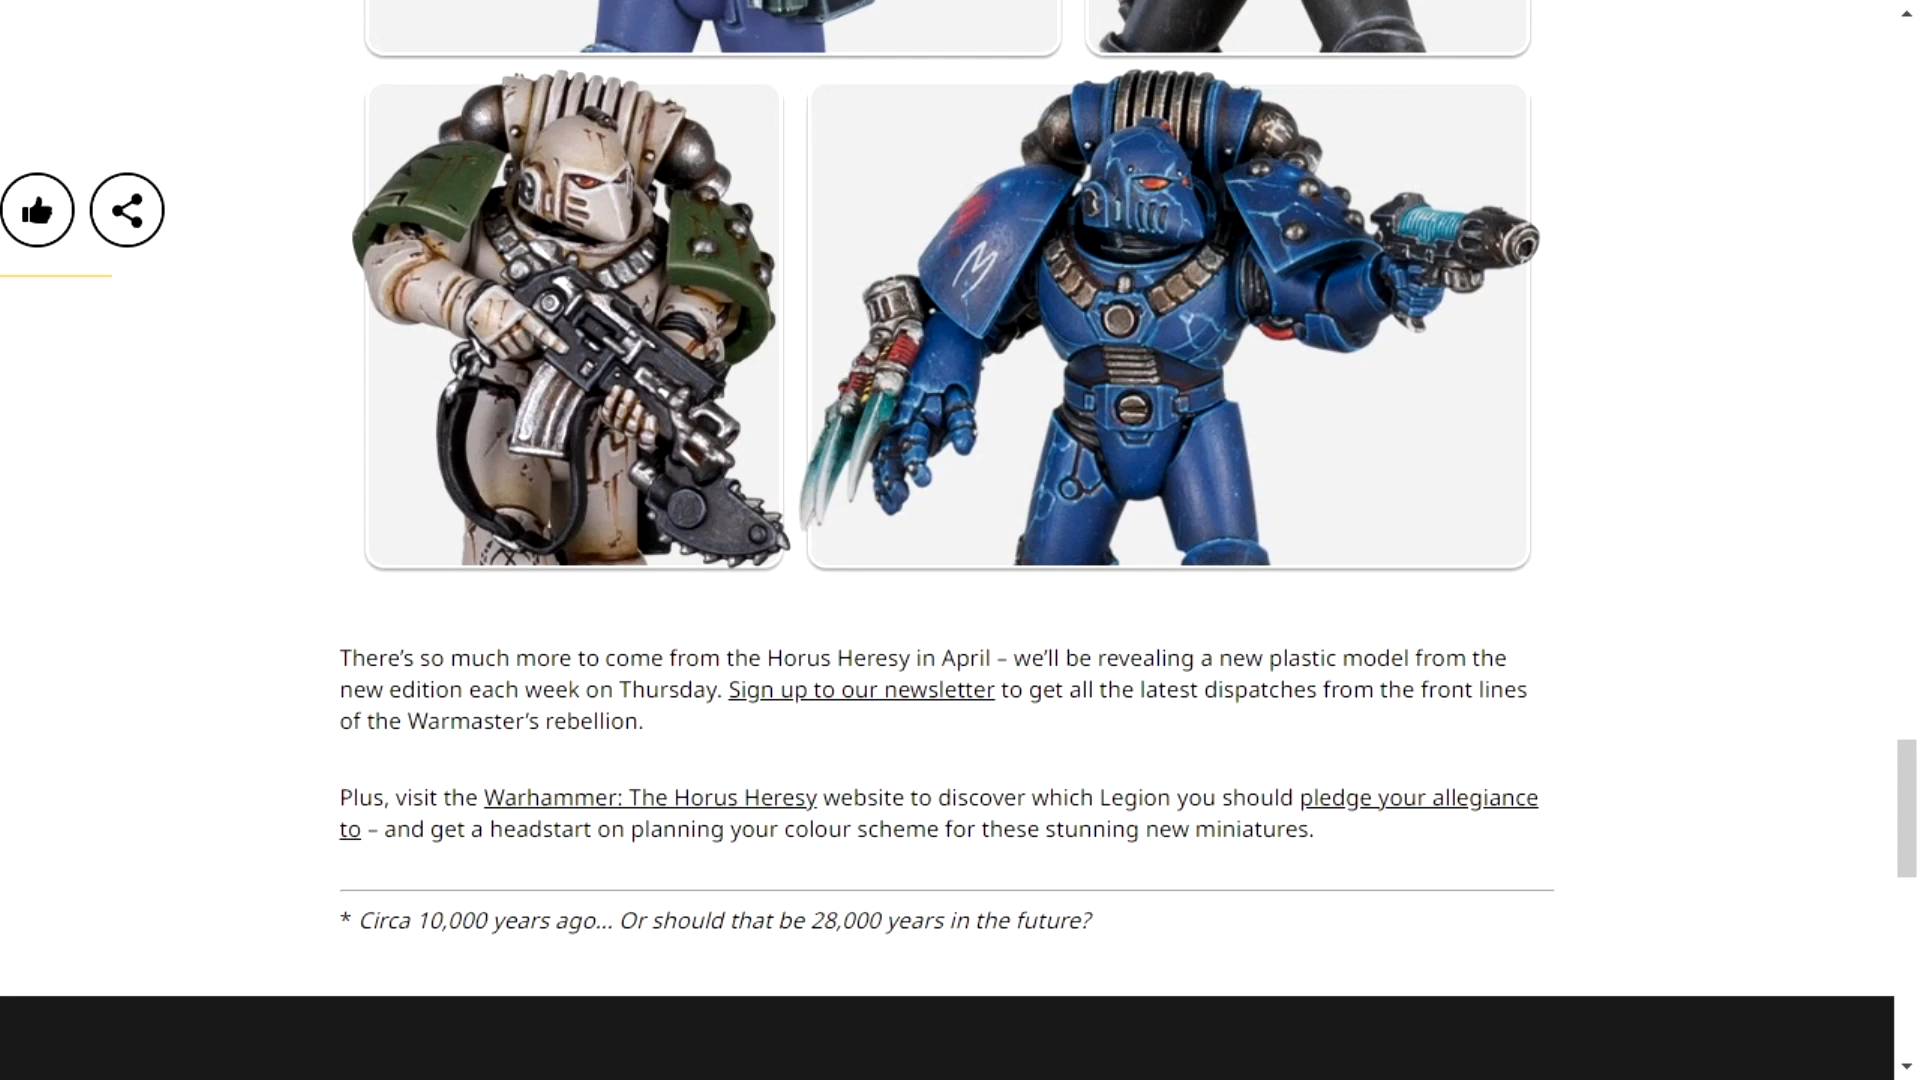 There’s so much more to come from the Horus Heresy in April – we’ll be revealing a new plastic model from the
new edition each week on Thursday. Sign up to our newsletter to get all the latest dispatches from the front lines
of the Warmaster’s rebellion.
Plus, visit the Warhammer: The Horus Heresy website to discover which Legion you should pledge your allegiance
to – and get a headstart on planning your colour scheme for these stunning new miniatures.
* Circa 10,000 years ago… Or should that be 28,000 years in the future?